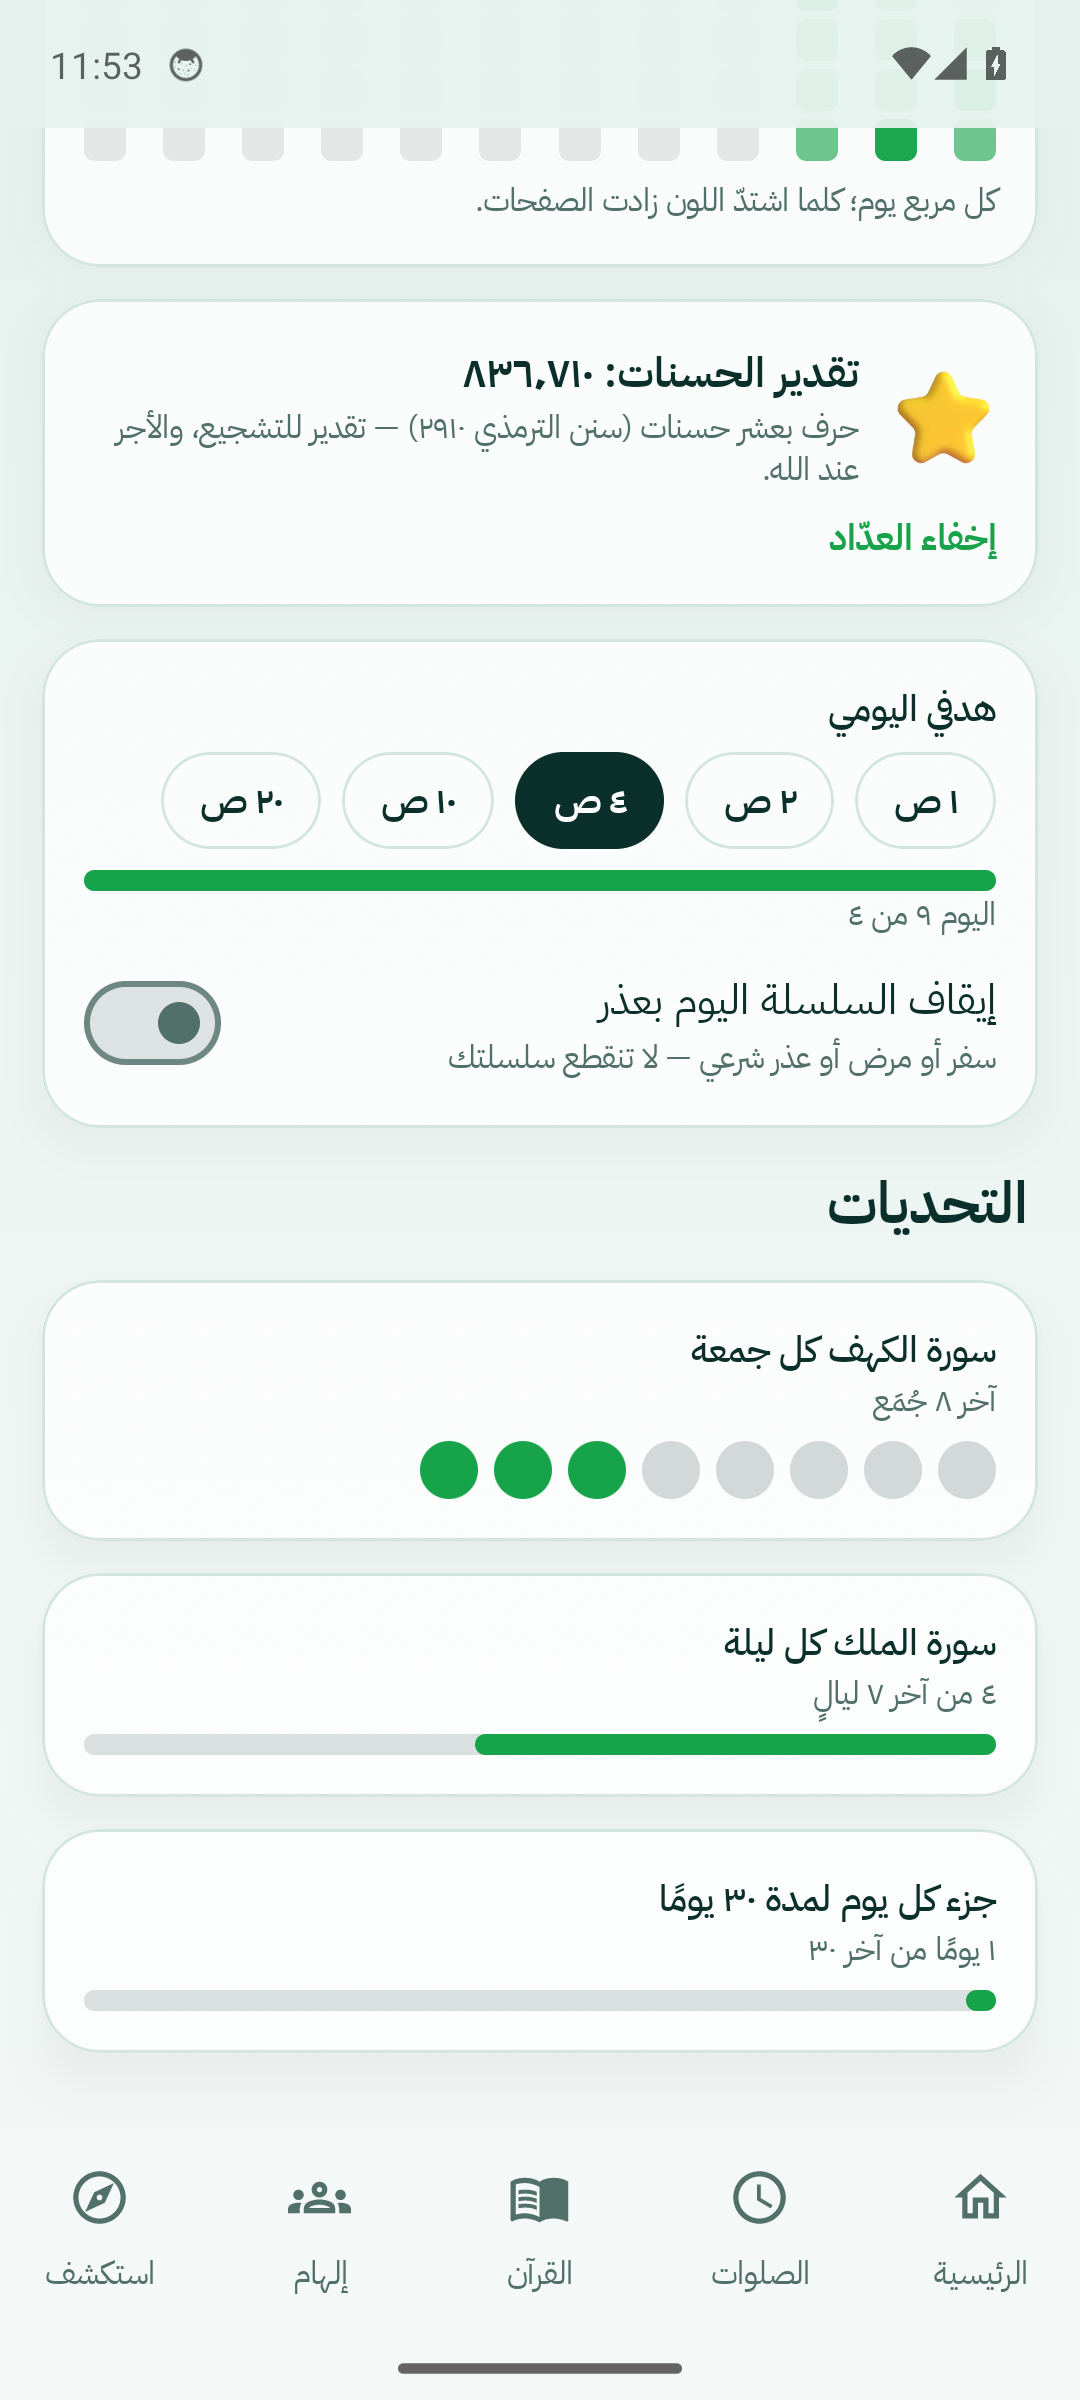 11:53
كل مربع يوم؛ كلما اشتدّ اللون زادت الصفحات.
تقدير الحسنات: ٨٣٦,٧١٠
حرف بعشر حسنات (سنن الترمذي ٢٩١٠) — تقدير للتشجيع، والأجر
عند الله.
إخفاء العدّاد
هدفي اليومي
١ ص
٢ ص
٤ ص
١٠ ص
٢٠ ص
اليوم ٩ من ٤
إيقاف السلسلة اليوم بعذر
سفر أو مرض أو عذر شرعي — لا تنقطع سلسلتك
التحديات
سورة الكهف كل جمعة
آخر ٨ جُمَع
سورة الملك كل ليلة
٤ من آخر ٧ ليالٍ
جزء كل يوم لمدة ٣٠ يومًا
١ يومًا من آخر ٣٠
الرئيسية
الصلوات
القرآن
إلهام
استكشف